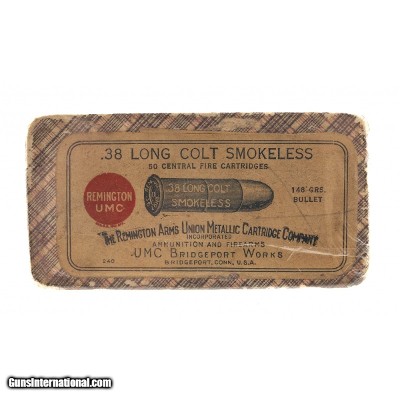 .38 LONG COLT SMOKELESS
50 CENTRAL FIRE CARTRIDGES
REMINGTON
UMC
.38 LONG COLT
SMOKELESS
148 GRS.
BULLET
THE REMINGTON ARMS UNION METALLIC CARTRIDGE COMPANY
INCORPORATED
AMMUNITION AND FIREARMS
UMC BRIDGEPORT WORKS
BRIDGEPORT, CONN., U.S.A.
GunsInternational.com